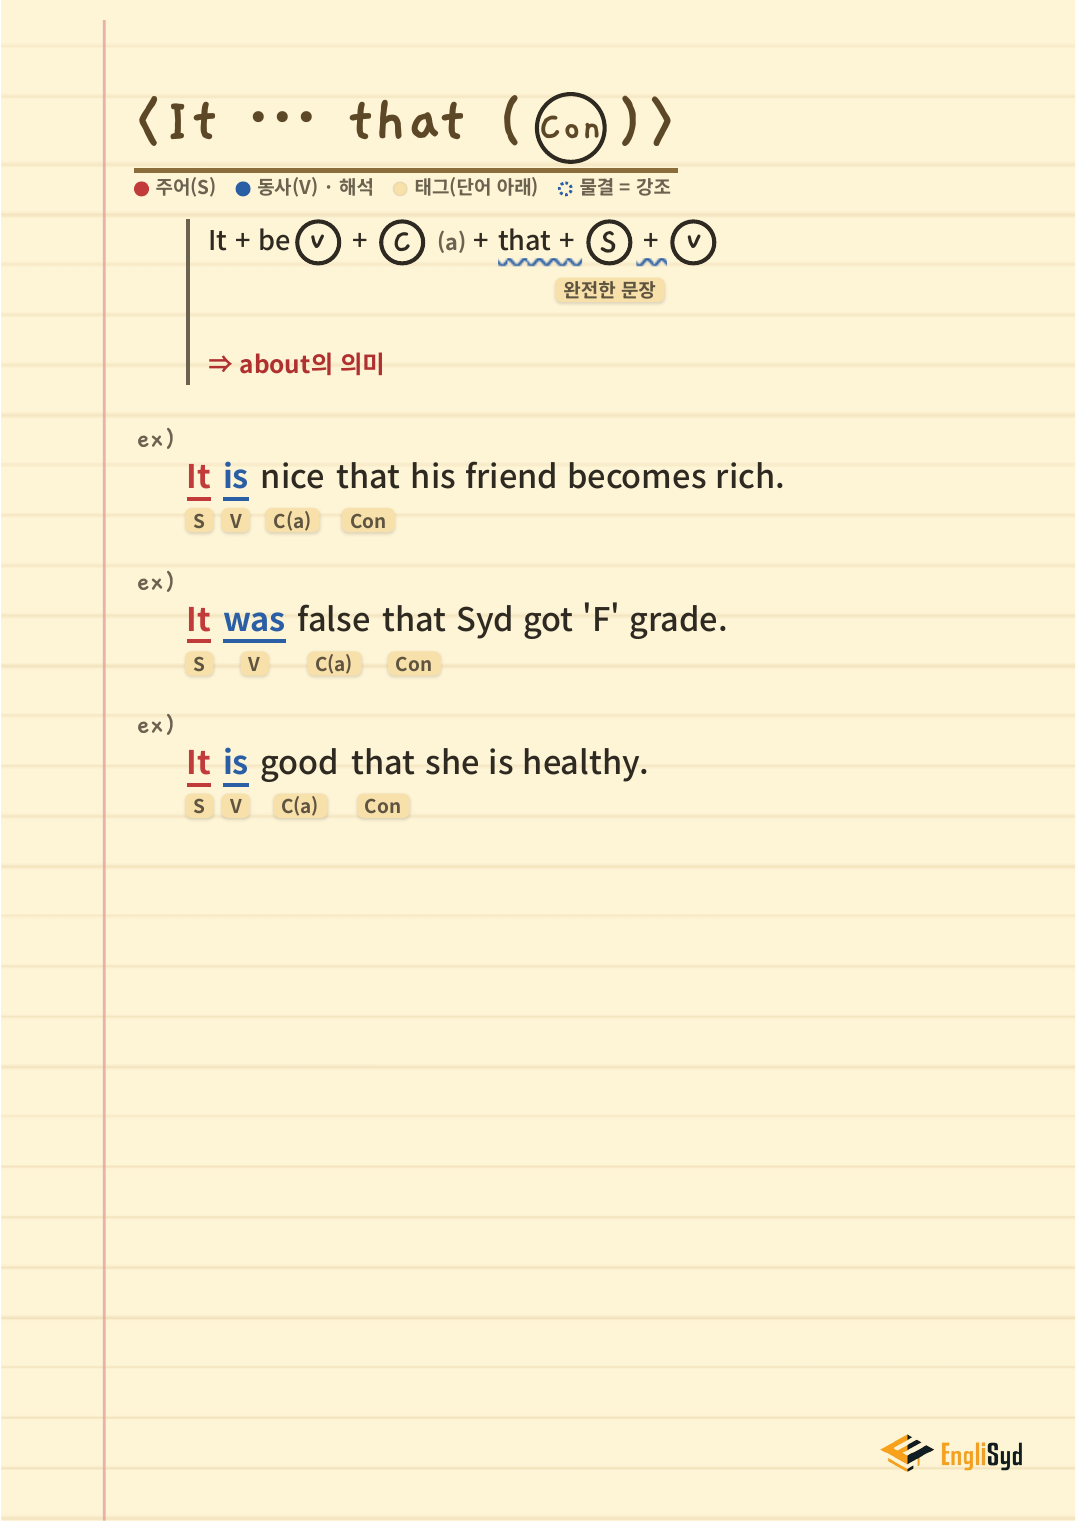 〈It ··· that (Con)〉
주어(S) 동사(V) · 해석 태그(단어 아래) 물결 = 강조
It + be V + C (a) + that + S + V
완전한 문장
⇒ about의 의미
ex)
It is nice that his friend becomes rich.
S V C(a) Con
ex)
It was false that Syd got 'F' grade.
S V C(a) Con
ex)
It is good that she is healthy.
S V C(a) Con
EngliSyd